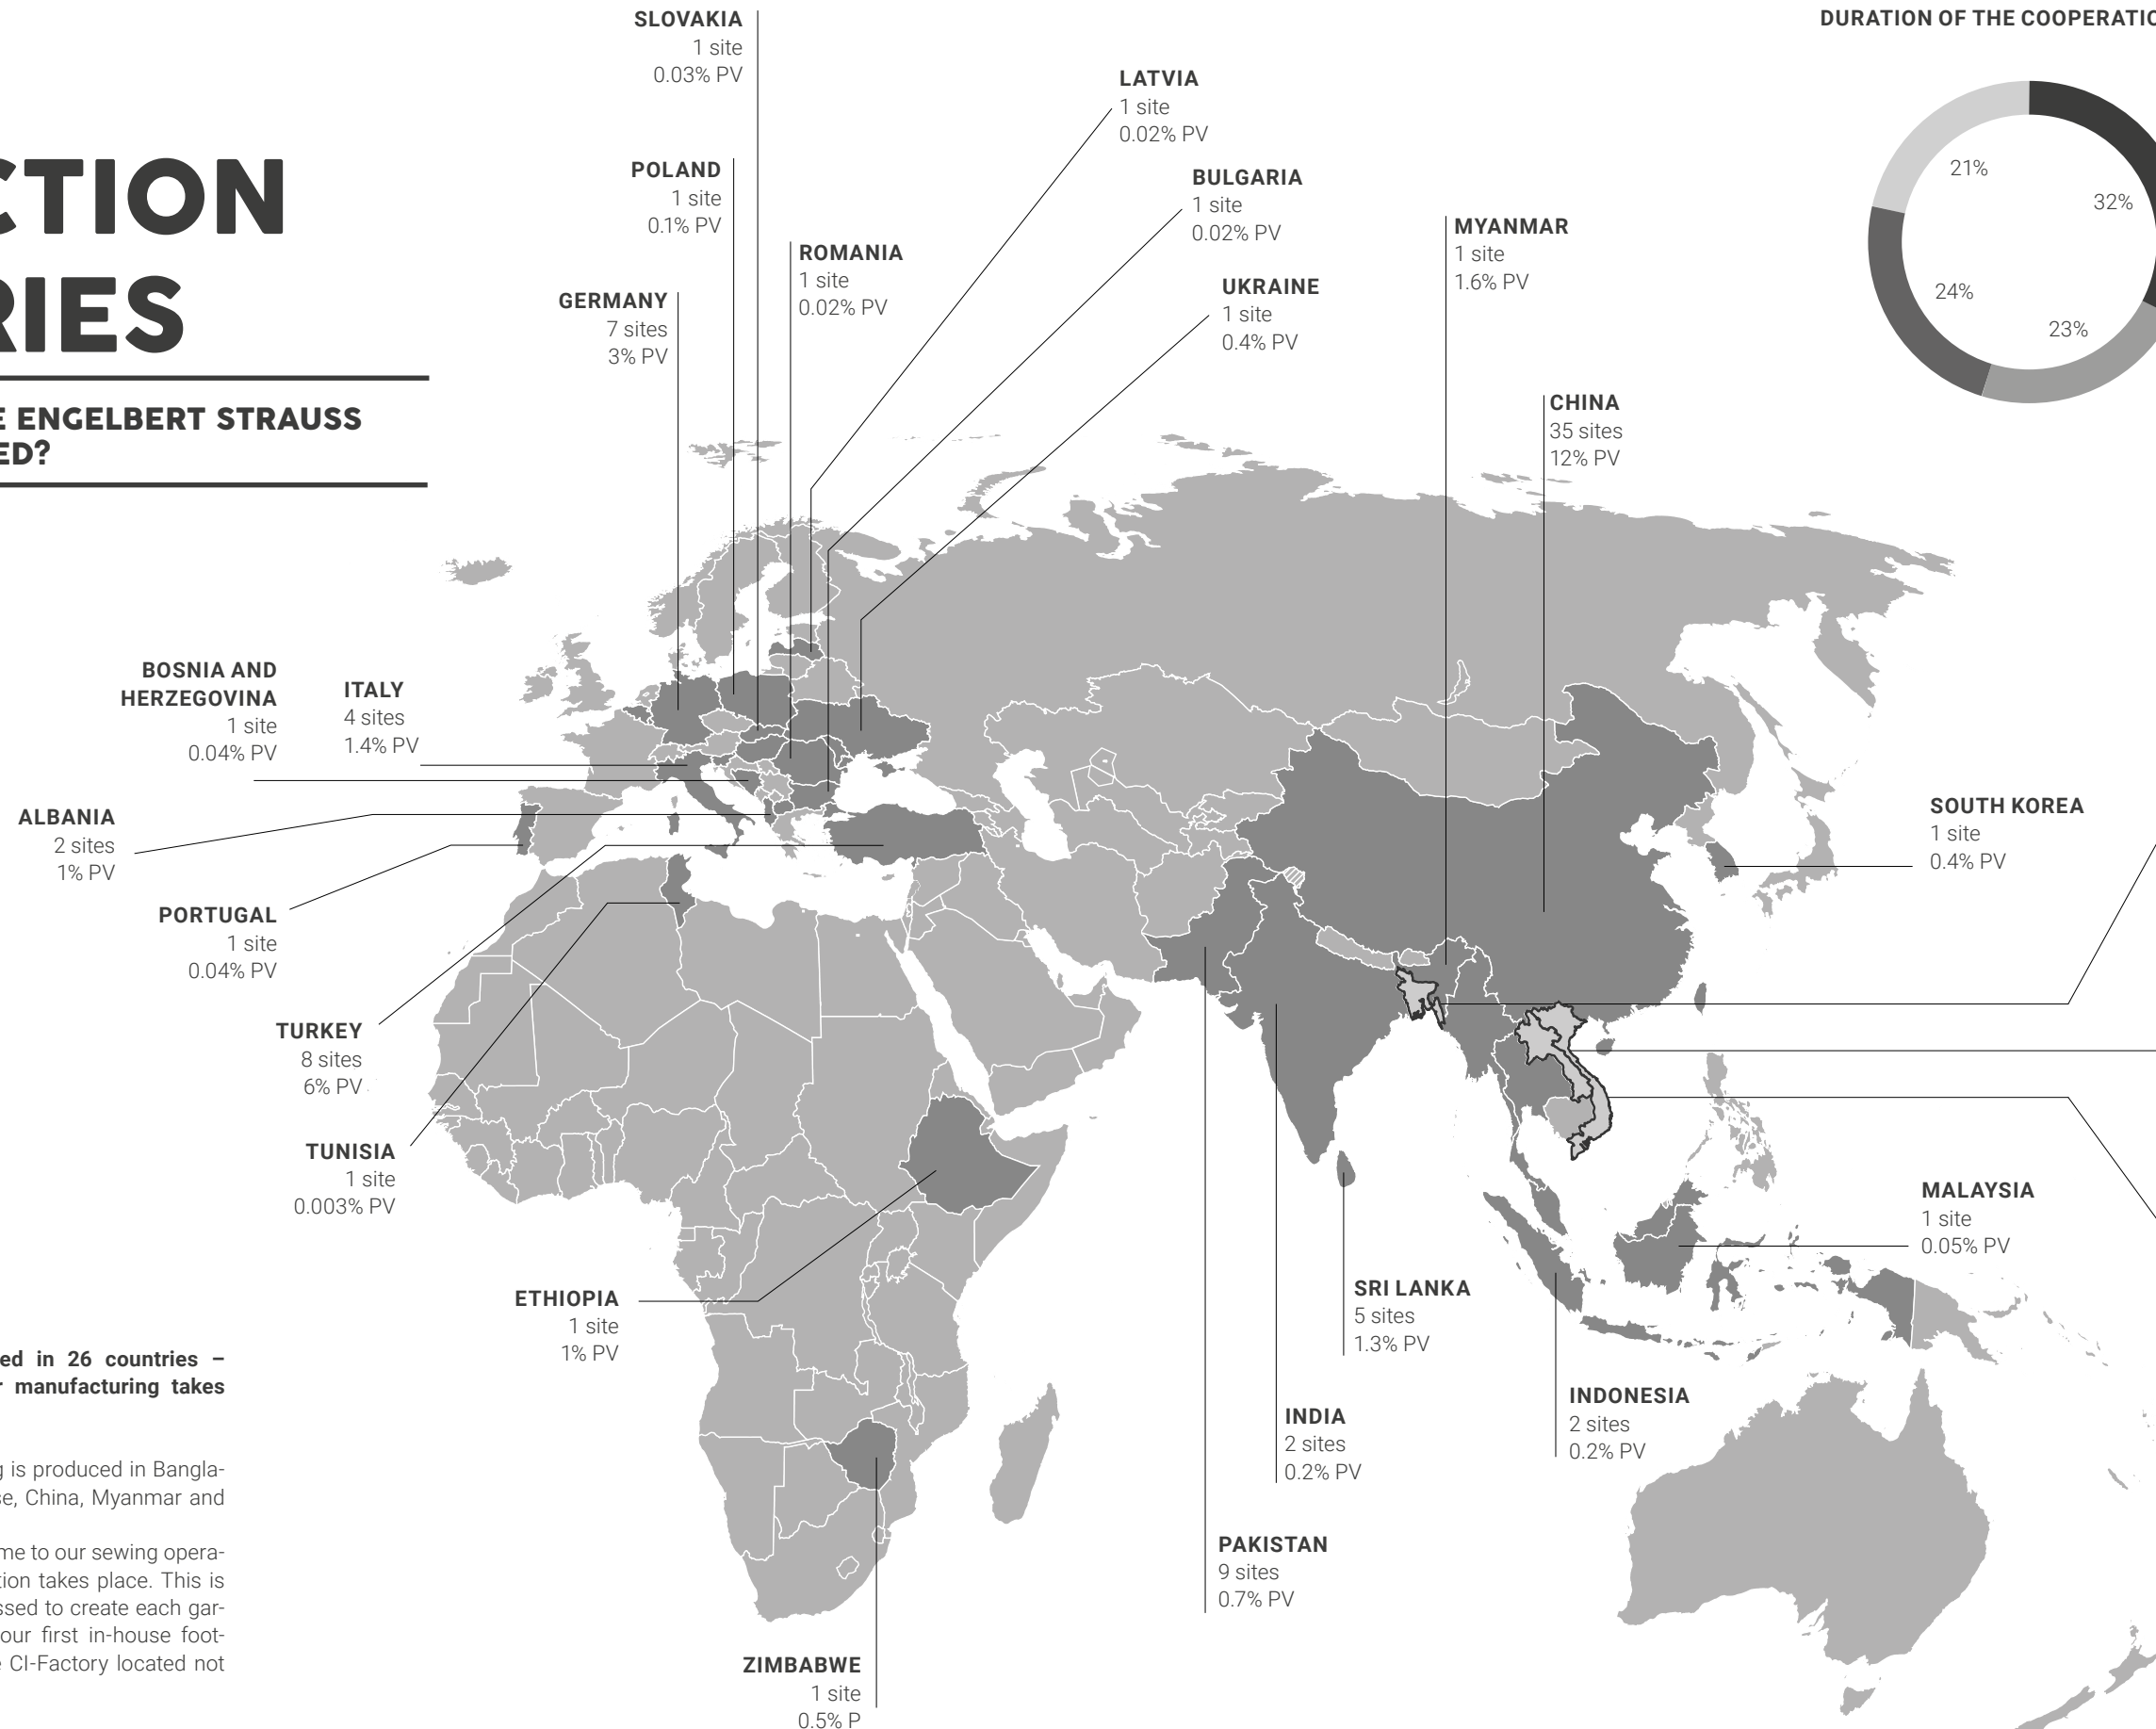 CTION
RIES
E ENGELBERT STRAUSS
ED?
SLOVAKIA
1 site
0.03% PV
POLAND
1 site
0.1% PV
ROMANIA
1 site
0.02% PV
GERMANY
7 sites
3% PV
LATVIA
1 site
0.02% PV
BULGARIA
1 site
0.02% PV
UKRAINE
1 site
0.4% PV
MYANMAR
1 site
1.6% PV
CHINA
35 sites
12% PV
DURATION OF THE COOPERATIO
21%
32%
24%
23%
BOSNIA AND
HERZEGOVINA
1 site
0.04% PV
ITALY
4 sites
1.4% PV
ALBANIA
2 sites
1% PV
PORTUGAL
1 site
0.04% PV
TURKEY
8 sites
6% PV
TUNISIA
1 site
0.003% PV
ETHIOPIA
1 site
1% PV
ZIMBABWE
1 site
0.5% P
SOUTH KOREA
1 site
0.4% PV
MALAYSIA
1 site
0.05% PV
SRI LANKA
5 sites
1.3% PV
INDONESIA
2 sites
0.2% PV
INDIA
2 sites
0.2% PV
PAKISTAN
9 sites
0.7% PV
ed in 26 countries –
r manufacturing takes
g is produced in Bangla-
se, China, Myanmar and
me to our sewing opera-
tion takes place. This is
ssed to create each gar-
our first in-house foot-
e CI-Factory located not